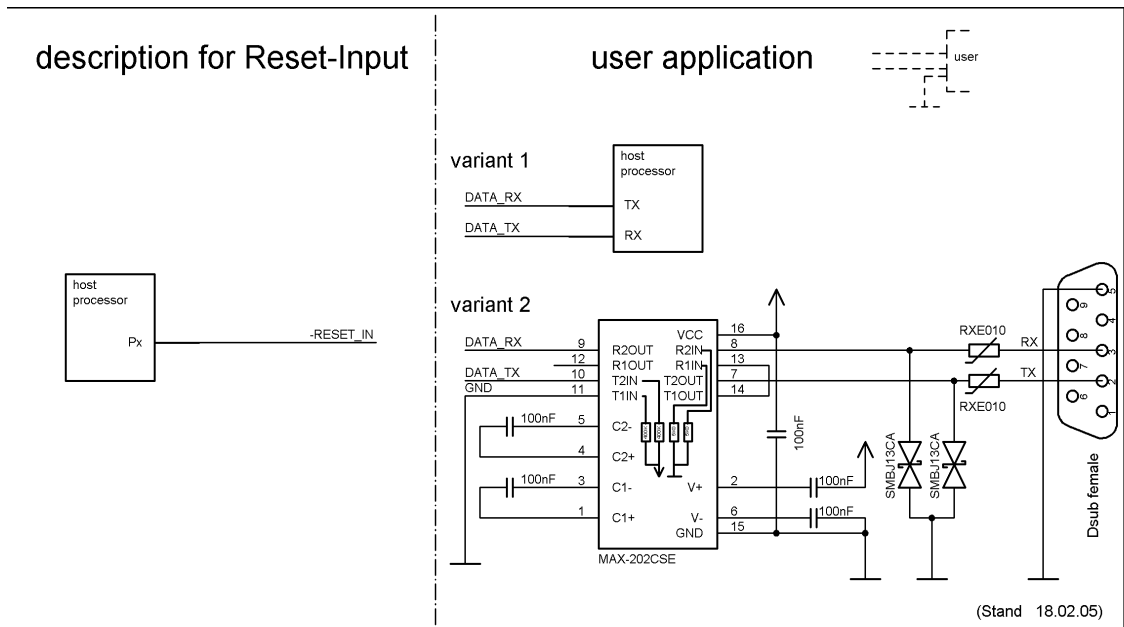 description for Reset-Input
user application
user
variant 1
host
processor
DATA_RX
TX
DATA_TX
RX
host
processor
Px
-RESET_IN
variant 2
VCC
16
DATA_RX
9
R2OUT
R2IN
8
12
R1OUT
R1IN
13
DATA_TX
10
T2IN
T2OUT
7
GND
11
T1IN
T1OUT
14
RXE010
RX
TX
RXE010
5
9
4
8
3
7
2
6
1
100nF
5
C2-
4
C2+
100nF
100nF
3
C1-
V+
2
100nF
1
C1+
V-
6
100nF
GND
15
MAX-202CSE
SMBJ13CA
SMBJ13CA
Dsub female
(Stand 18.02.05)